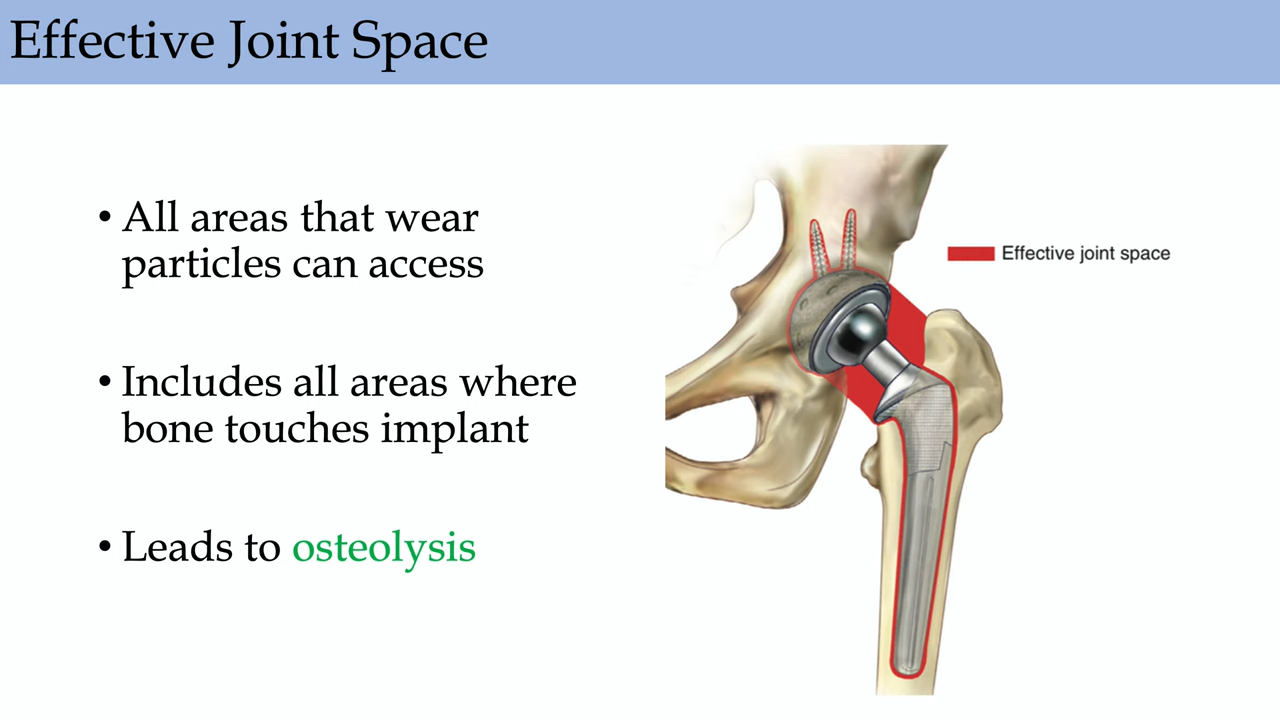 Effective Joint Space
• All areas that wear
particles can access
Effective joint space
• Includes all areas where
bone touches implant
• Leads to osteolysis